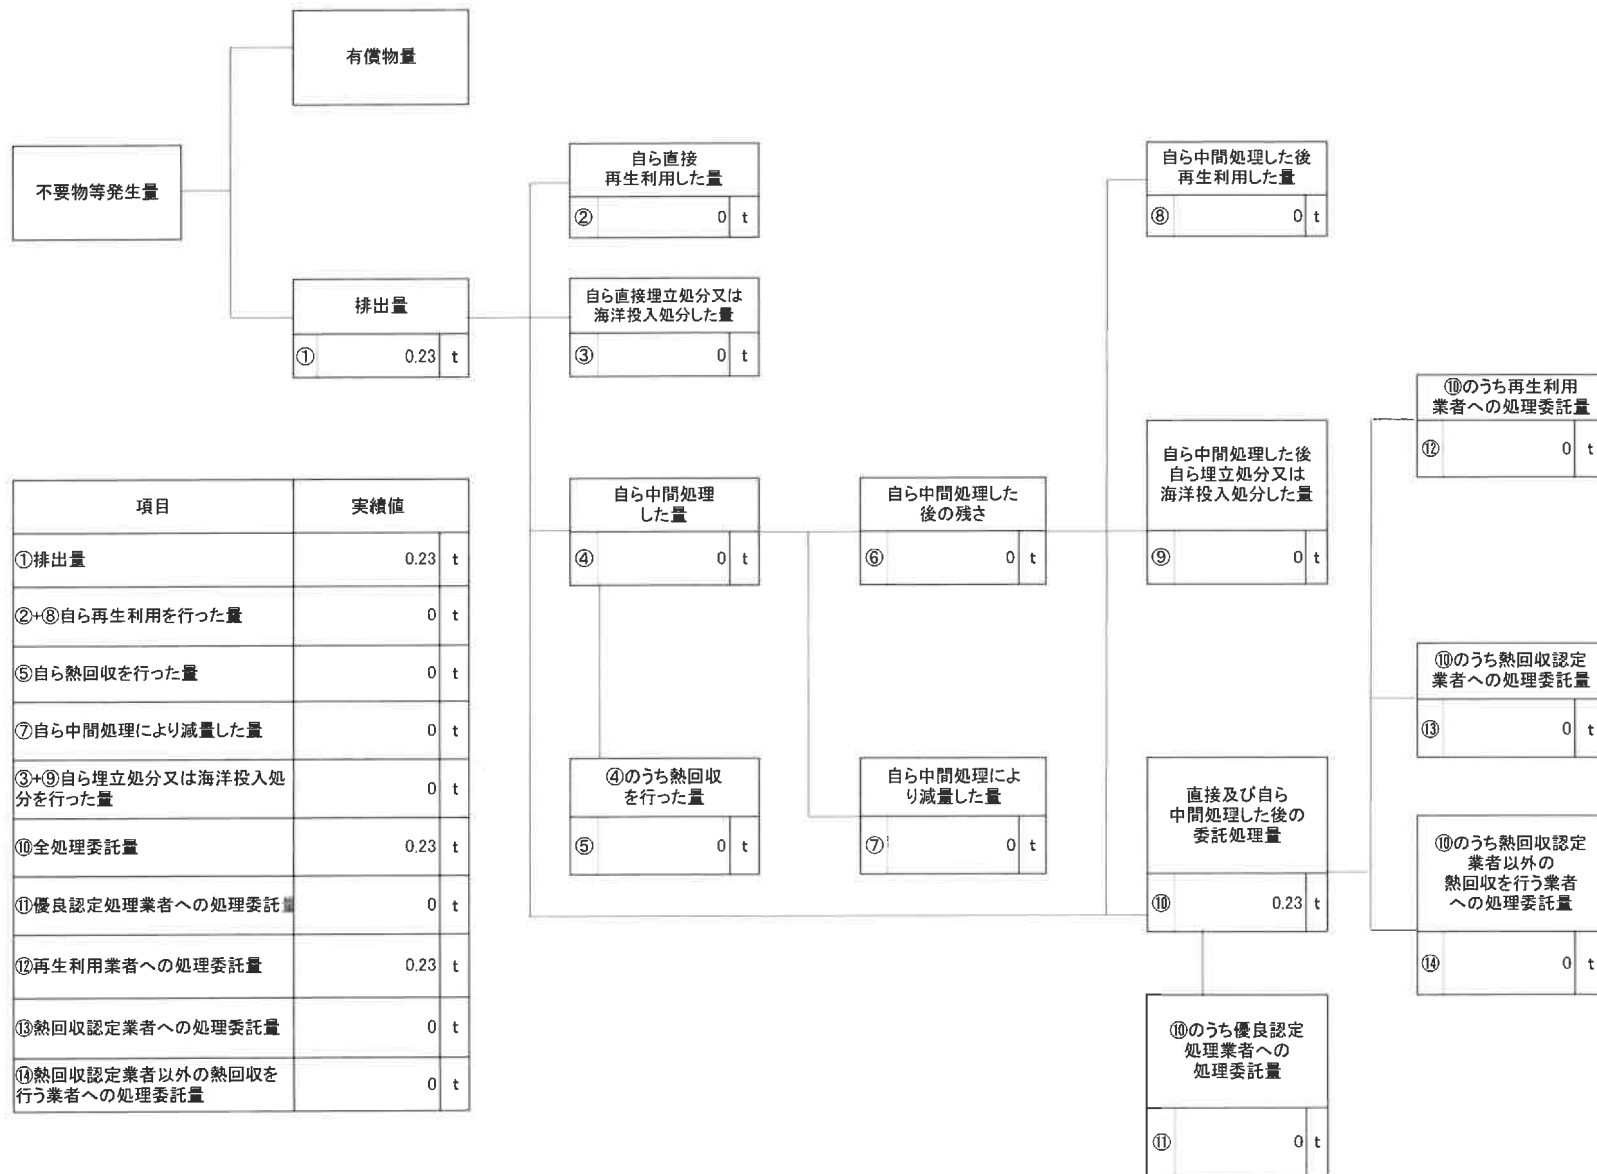 有償物量
不要物等発生量
排出量
① 0.23 t
自ら直接
再生利用した量
② 0 t
自ら直接埋立処分又は
海洋投入処分した量
③ 0 t
自ら中間処理
した量
④ 0 t
④のうち熱回収
を行った量
⑤ 0 t
自ら中間処理した
後の残さ
⑥ 0 t
自ら中間処理によ
り減量した量
⑦ 0 t
自ら中間処理した後
再生利用した量
⑧ 0 t
自ら中間処理した後
自ら埋立処分又は
海洋投入処分した量
⑨ 0 t
直接及び自ら
中間処理した後の
委託処理量
⑩ 0.23 t
⑩のうち優良認定
処理業者への
処理委託量
⑪ 0 t
⑩のうち再生利用
業者への処理委託量
⑫ 0 t
⑩のうち熱回収認定
業者への処理委託量
⑬ 0 t
⑩のうち熱回収認定
業者以外の
熱回収を行う業者
への処理委託量
⑭ 0 t
項目 実績値
①排出量 0.23 t
②+⑧自ら再生利用を行った量 0 t
⑤自ら熱回収を行った量 0 t
⑦自ら中間処理により減量した量 0 t
③+⑨自ら埋立処分又は海洋投入処
分を行った量 0 t
⑩全処理委託量 0.23 t
⑪優良認定処理業者への処理委託量 0 t
⑫再生利用業者への処理委託量 0.23 t
⑬熱回収認定業者への処理委託量 0 t
⑭熱回収認定業者以外の熱回収を
行う業者への処理委託量 0 t